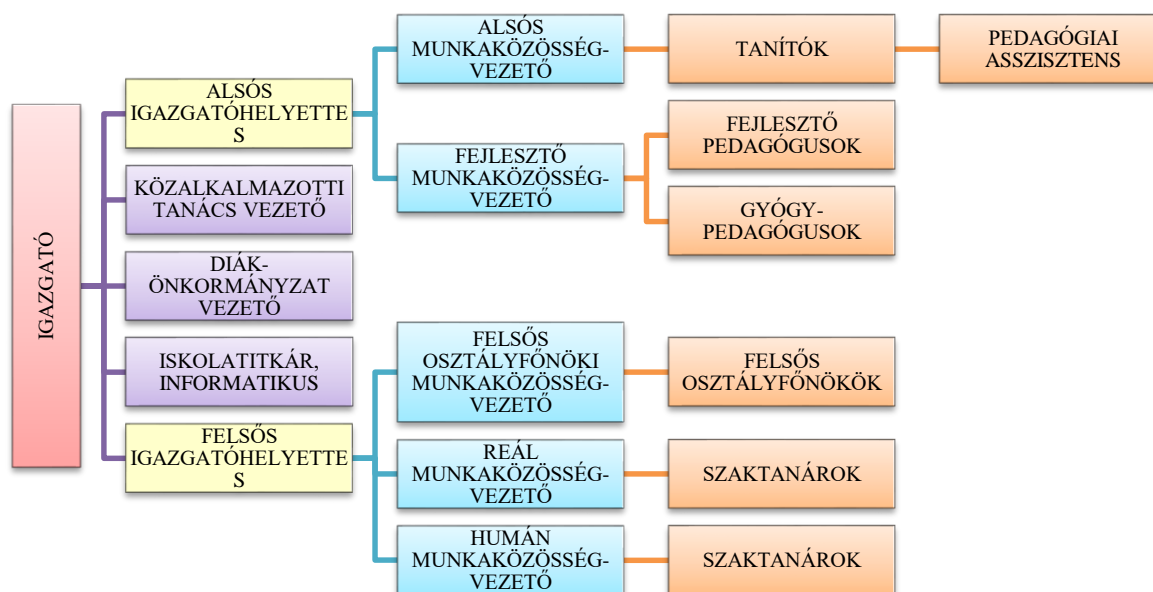 IGAZGATÓ
ALSÓS
IGAZGATÓHELYETTE
S
ALSÓS
MUNKAKÖZÖSSÉG-
VEZETŐ
TANÍTÓK
PEDAGÓGIAI
ASSZISZTENS
FEJLESZTŐ
MUNKAKÖZÖSSÉG-
VEZETŐ
FEJLESZTŐ
PEDAGÓGUSOK
GYÓGY-
PEDAGÓGUSOK
KÖZALKALMAZOTTI
TANÁCS VEZETŐ
DIÁK-
ÖNKORMÁNYZAT
VEZETŐ
ISKOLATITKÁR,
INFORMATIKUS
FELSŐS
IGAZGATÓHELYETTE
S
FELSŐS
OSZTÁLYFŐNÖKI
MUNKAKÖZÖSSÉG-
VEZETŐ
FELSŐS
OSZTÁLYFŐNÖKÖK
REÁL
MUNKAKÖZÖSSÉG-
VEZETŐ
SZAKTANÁROK
HUMÁN
MUNKAKÖZÖSSÉG-
VEZETŐ
SZAKTANÁROK